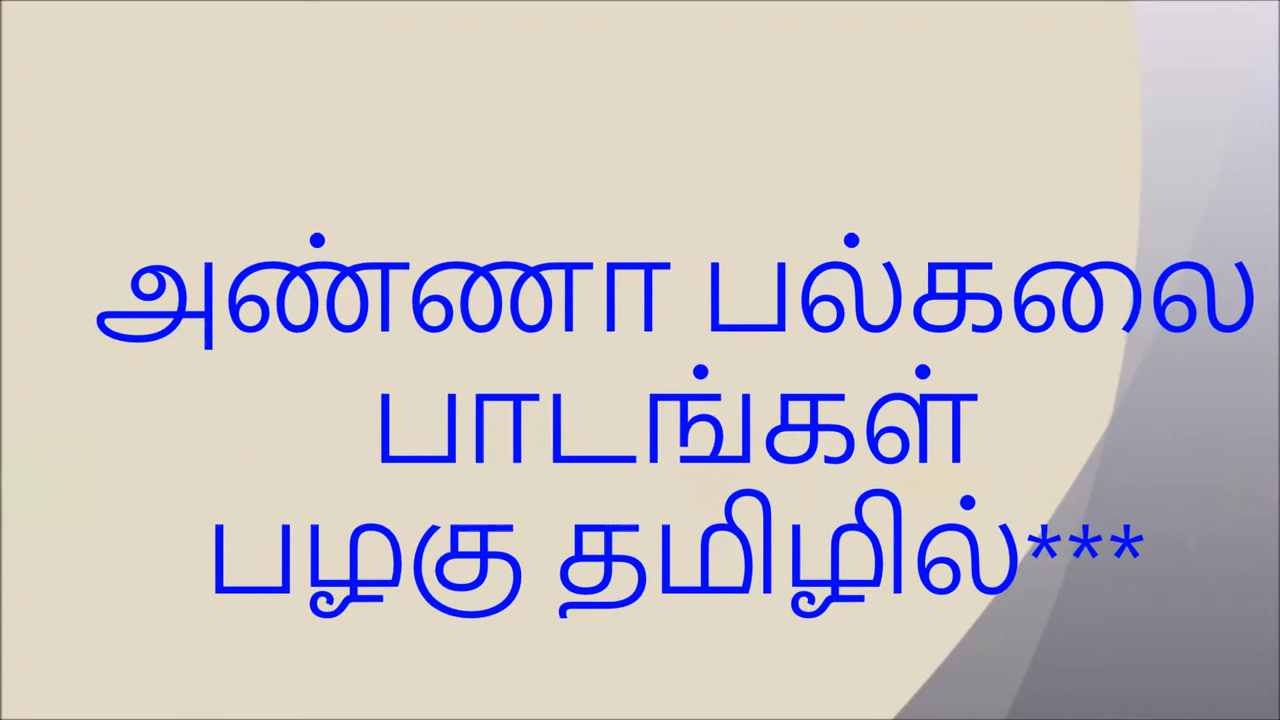 அண்ணா பல்கலை
பாடங்கள்
பழகு தமிழில்***